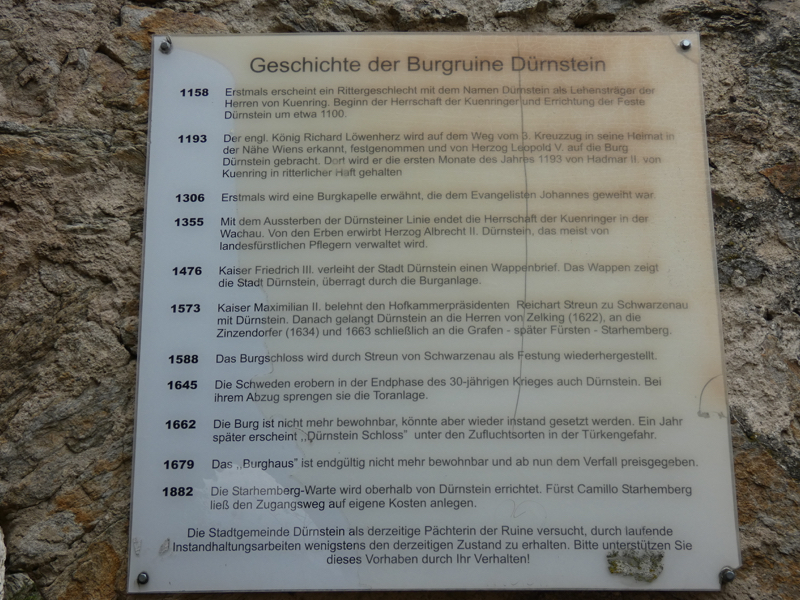 Geschichte der Burgruine Dürnstein
1158 Erstmals erscheint ein Rittergeschlecht mit dem Namen Dürnstein als Lehensträger der
Herren von Kuenring. Beginn der Herrschaft der Kuenringer und Errichtung der Feste
Dürnstein um etwa 1100.
1193 Der engl. König Richard Löwenherz wird auf dem Weg vom 3. Kreuzzug in seine Heimat in
der Nähe Wiens erkannt, festgenommen und von Herzog Leopold V. auf die Burg
Dürnstein gebracht. Dort wird er die ersten Monate des Jahres 1193 von Hadmar II. von
Kuenring in ritterlicher Haft gehalten
1306 Erstmals wird eine Burgkapelle erwähnt, die dem Evangelisten Johannes geweiht war.
1355 Mit dem Aussterben der Dürnsteiner Linie endet die Herrschaft der Kuenringer in der
Wachau. Von den Erben erwirbt Herzog Albrecht II. Dürnstein, das meist von
landesfürstlichen Pflegern verwaltet wird.
1476 Kaiser Friedrich III. verleiht der Stadt Dürnstein einen Wappenbrief. Das Wappen zeigt
die Stadt Dürnstein, überragt durch die Burganlage.
1573 Kaiser Maximilian II. belehnt den Hofkammerpräsidenten Reichart Streun zu Schwarzenau
mit Dürnstein. Danach gelangt Dürnstein an die Herren von Zelking (1622), an die
Zinzendorfer (1634) und 1663 schließlich an die Grafen - später Fürsten - Starhemberg.
1588 Das Burgschloss wird durch Streun von Schwarzenau als Festung wiederhergestellt.
1645 Die Schweden erobern in der Endphase des 30-jährigen Krieges auch Dürnstein. Bei
ihrem Abzug sprengen sie die Toranlage.
1662 Die Burg ist nicht mehr bewohnbar, könnte aber wieder instand gesetzt werden. Ein Jahr
später erscheint ,,Dürnstein Schloss" unter den Zufluchtsorten in der Türkengefahr.
1679 Das ,,Burghaus" ist endgültig nicht mehr bewohnbar und ab nun dem Verfall preisgegeben.
1882 Die Starhemberg-Warte wird oberhalb von Dürnstein errichtet. Fürst Camillo Starhemberg
ließ den Zugangsweg auf eigene Kosten anlegen.
Die Stadtgemeinde Dürnstein als derzeitige Pächterin der Ruine versucht, durch laufende
Instandhaltungsarbeiten wenigstens den derzeitigen Zustand zu erhalten. Bitte unterstützen Sie
dieses Vorhaben durch Ihr Verhalten!